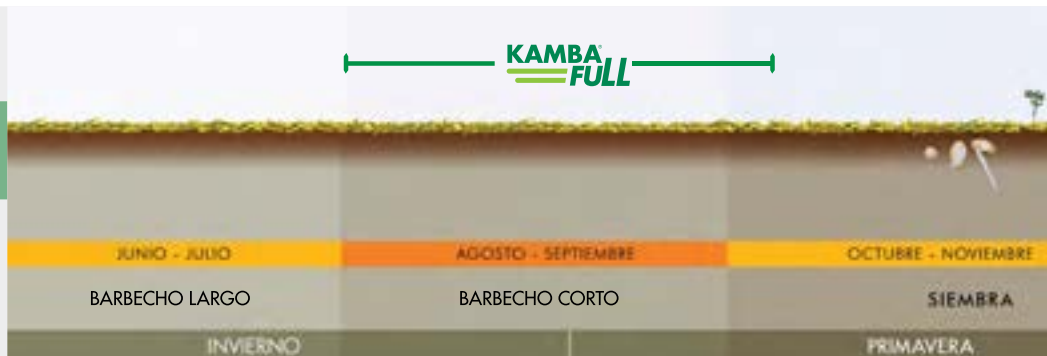 KAMBA®
FULL
JUNIO - JULIO
AGOSTO - SEPTIEMBRE
OCTUBRE - NOVIEMBRE
BARBECHO LARGO
BARBECHO CORTO
SIEMBRA
INVIERNO
PRIMAVERA